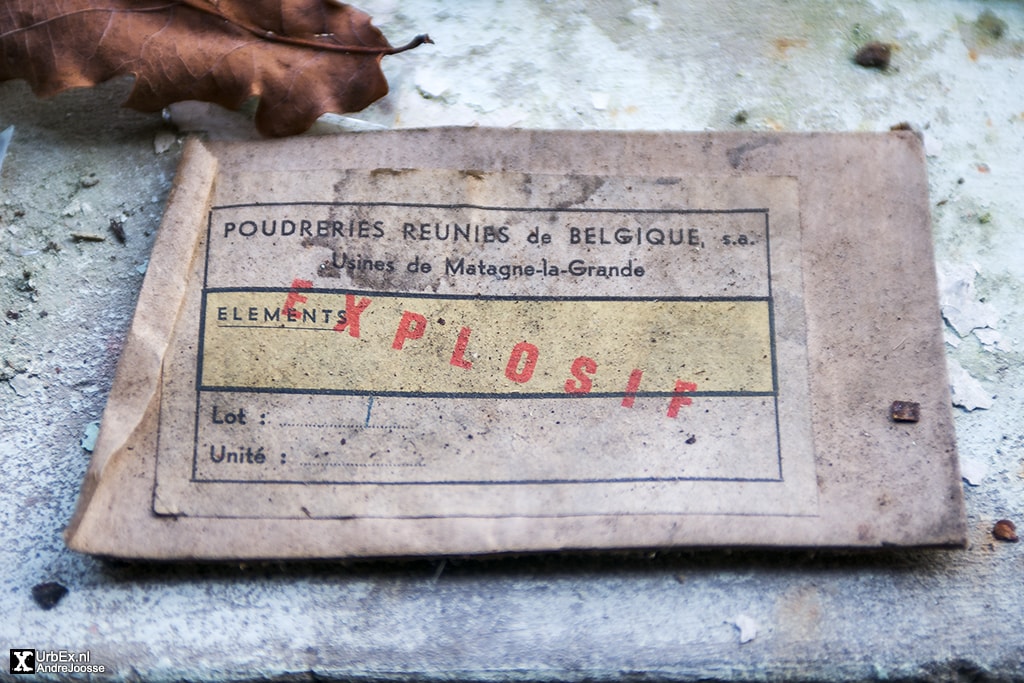 POUDRERIES REUNIES de BELGIQUE, s.a.
Usines de Matagne-la-Grande
ELEMENTS
EXPLOSIF
Lot :
Unité :
UrbEx.nl
AndreJoosse